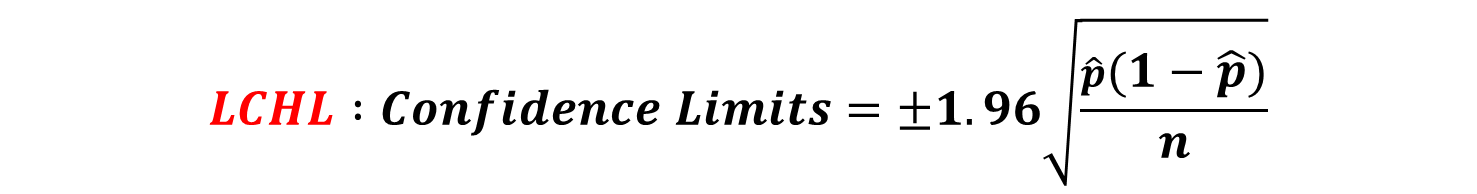 LCHL : Confidence Limits = ±1.96√(p̂(1 − p̂)/n)